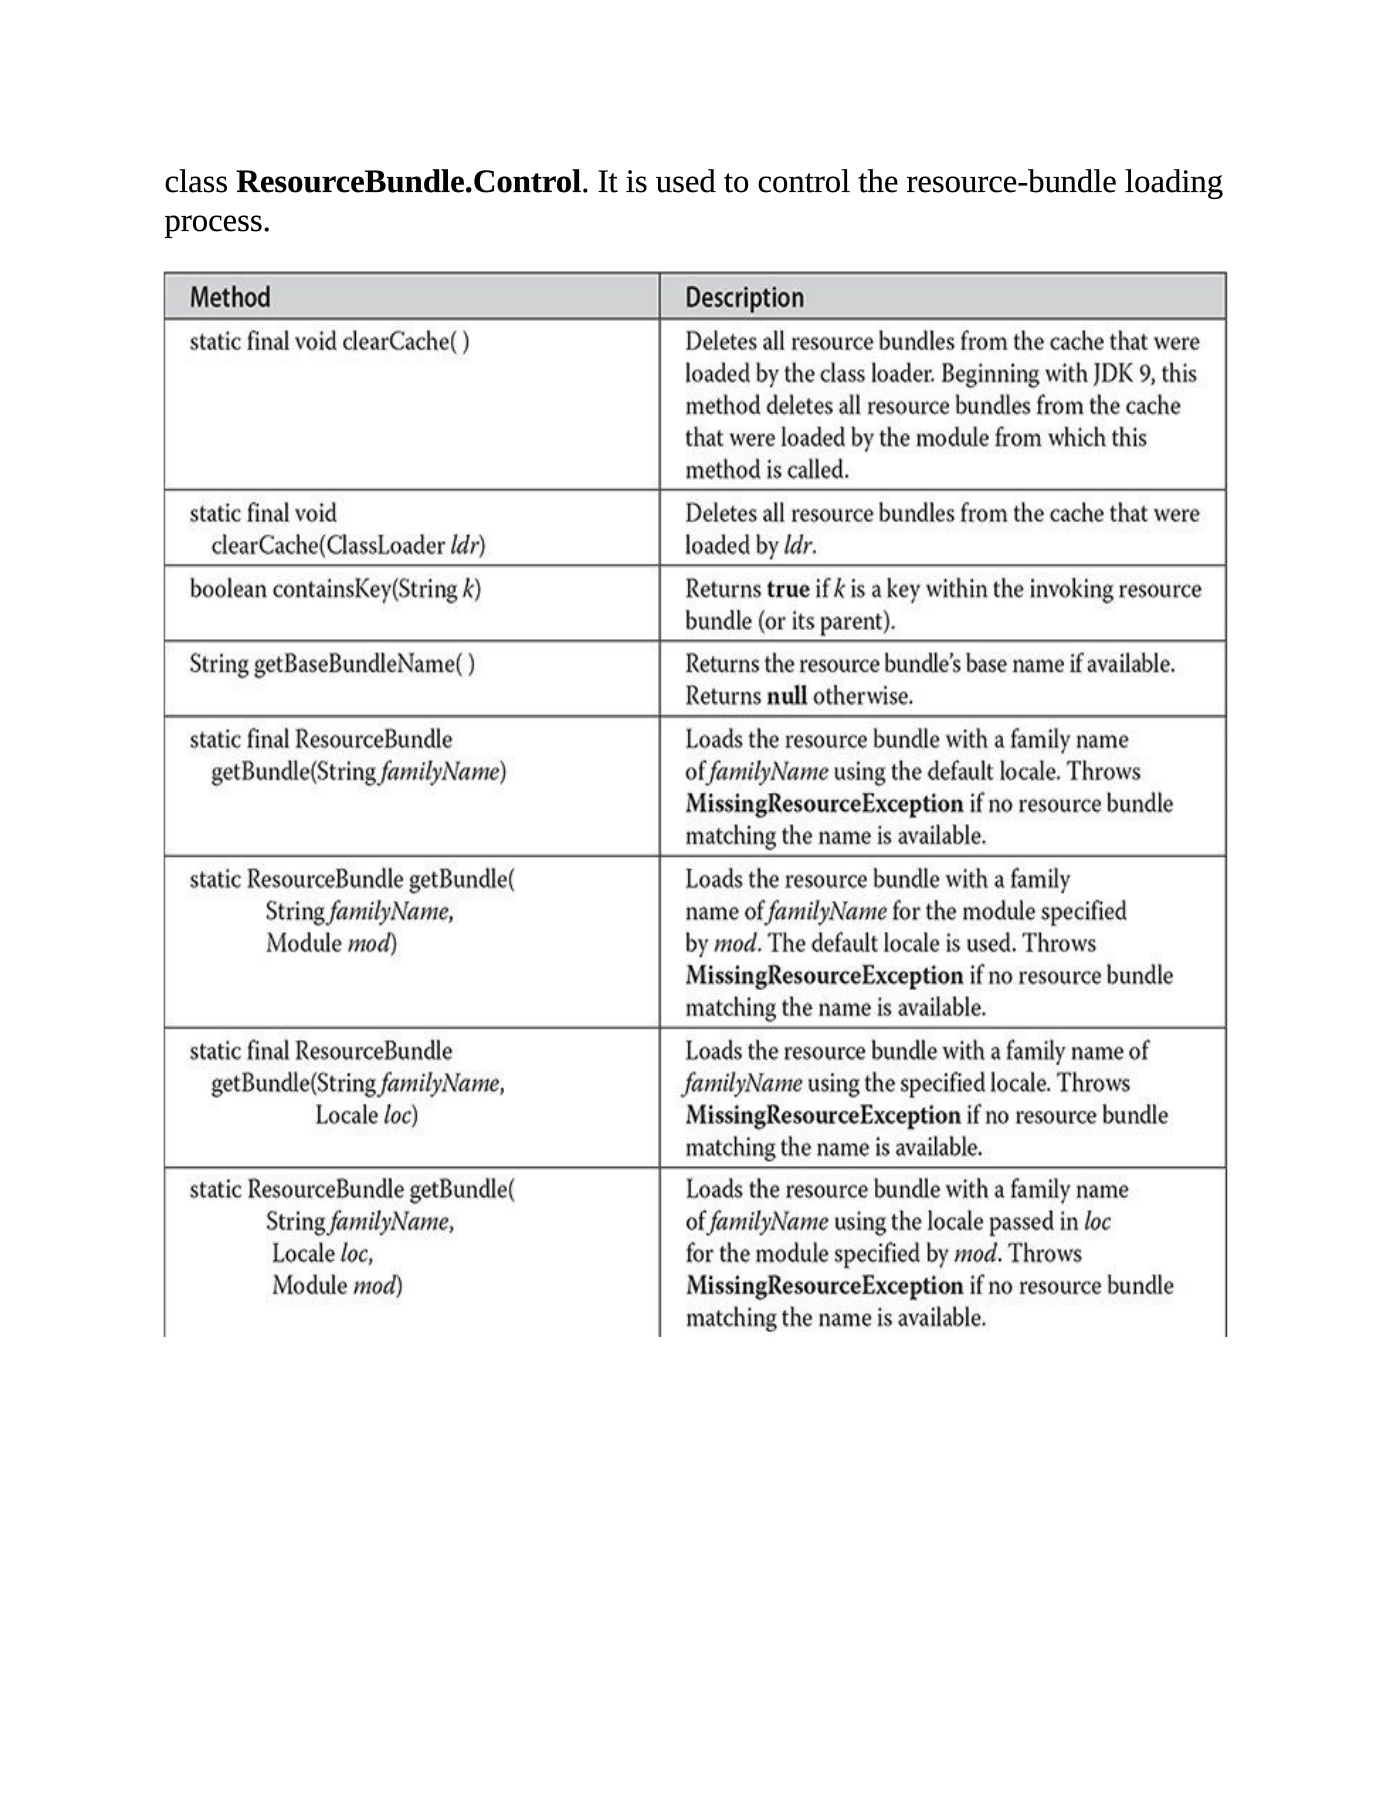 class ResourceBundle.Control. It is used to control the resource-bundle loading
process.
Method
Description
static final void clearCache( )
Deletes all resource bundles from the cache that were
loaded by the class loader. Beginning with JDK 9, this
method deletes all resource bundles from the cache
that were loaded by the module from which this
method is called.
static final void
clearCache(ClassLoader ldr)
Deletes all resource bundles from the cache that were
loaded by ldr.
boolean containsKey(String k)
Returns true if k is a key within the invoking resource
bundle (or its parent).
String getBaseBundleName( )
Returns the resource bundle’s base name if available.
Returns null otherwise.
static final ResourceBundle
getBundle(String familyName)
Loads the resource bundle with a family name
of familyName using the default locale. Throws
MissingResourceException if no resource bundle
matching the name is available.
static ResourceBundle getBundle(
String familyName,
Module mod)
Loads the resource bundle with a family
name of familyName for the module specified
by mod. The default locale is used. Throws
MissingResourceException if no resource bundle
matching the name is available.
static final ResourceBundle
getBundle(String familyName,
Locale loc)
Loads the resource bundle with a family name of
familyName using the specified locale. Throws
MissingResourceException if no resource bundle
matching the name is available.
static ResourceBundle getBundle(
String familyName,
Locale loc,
Module mod)
Loads the resource bundle with a family name
of familyName using the locale passed in loc
for the module specified by mod. Throws
MissingResourceException if no resource bundle
matching the name is available.